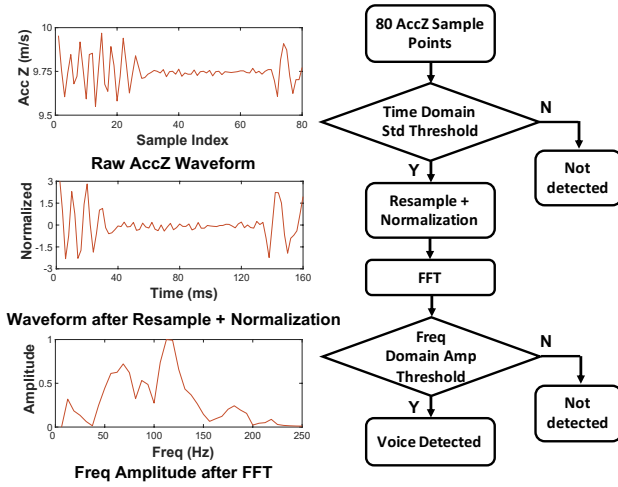 10
9.75
9.5
Acc Z (m/s)
0
20
40
60
80
Sample Index
Raw AccZ Waveform
3
1.5
0
-1.5
-3
Normalized
0
40
80
120
160
Time (ms)
Waveform after Resample + Normalization
1
0.5
0
Amplitude
0
50
100
150
200
250
Freq (Hz)
Freq Amplitude after FFT
80 AccZ Sample
Points
Time Domain
Std Threshold
N
Not
detected
Y
Resample +
Normalization
FFT
Freq
Domain Amp
Threshold
N
Not
detected
Y
Voice Detected